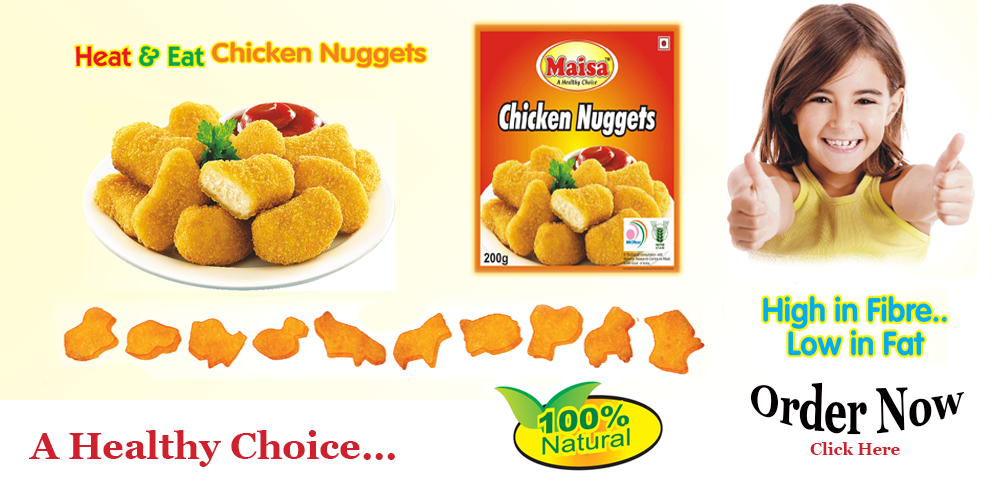 Heat & Eat Chicken Nuggets
Maisa™
A Healthy Choice
Chicken Nuggets
200g
High in Fibre..
Low in Fat
100%
Natural
A Healthy Choice...
Order Now
Click Here